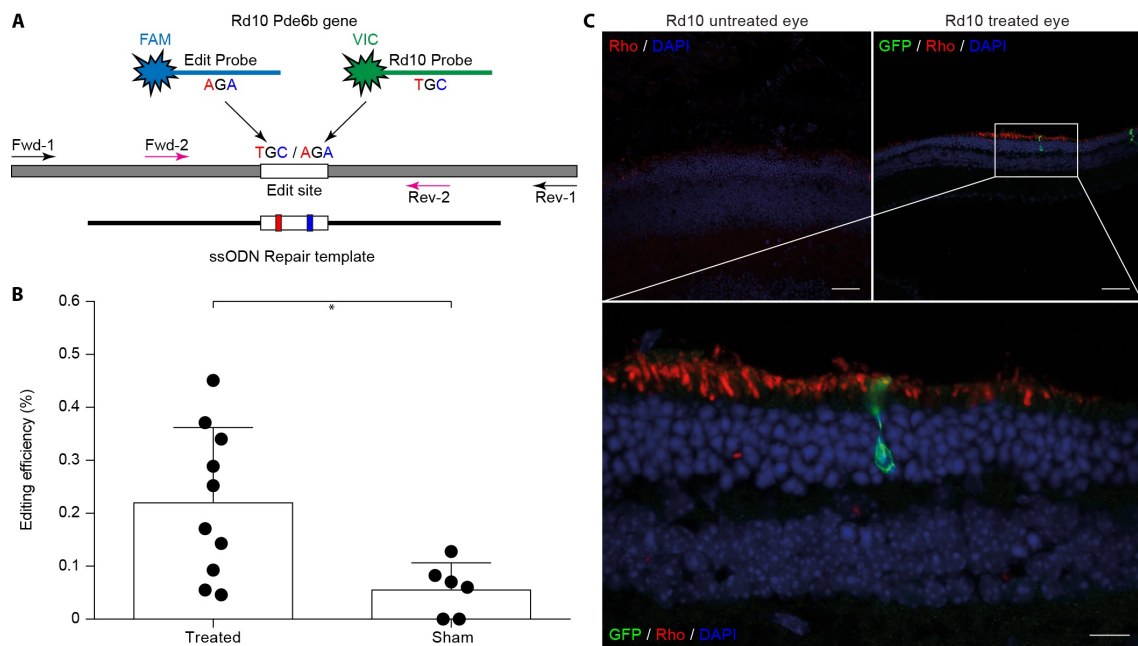 A
Rd10 Pde6b gene
FAM
VIC
Edit Probe
Rd10 Probe
AGA
TGC
Fwd-1
Fwd-2
TGC / AGA
Edit site
Rev-2
Rev-1
ssODN Repair template
B
Editing efficiency (%)
0.6
0.5
0.4
0.3
0.2
0.1
0
*
Treated
Sham
C
Rd10 untreated eye
Rd10 treated eye
Rho / DAPI
GFP / Rho / DAPI
GFP / Rho / DAPI